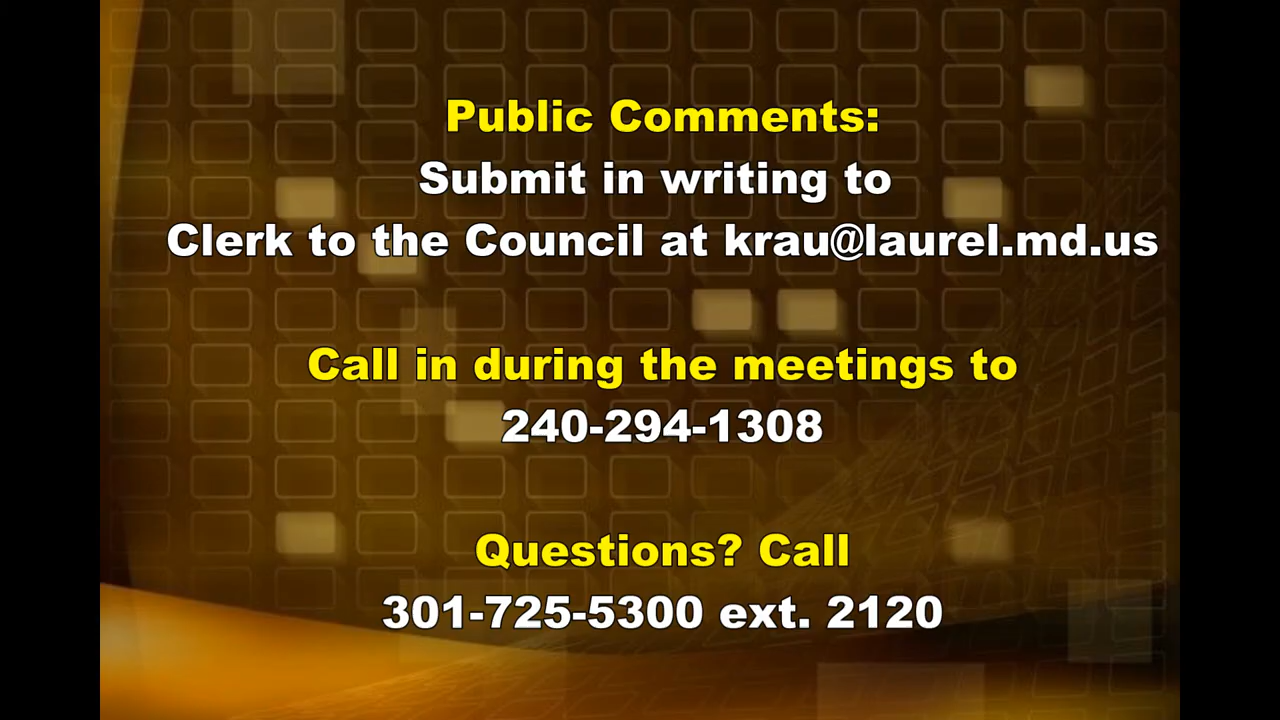 Public Comments:
Submit in writing to
Clerk to the Council at krau@laurel.md.us
Call in during the meetings to
240-294-1308
Questions? Call
301-725-5300 ext. 2120